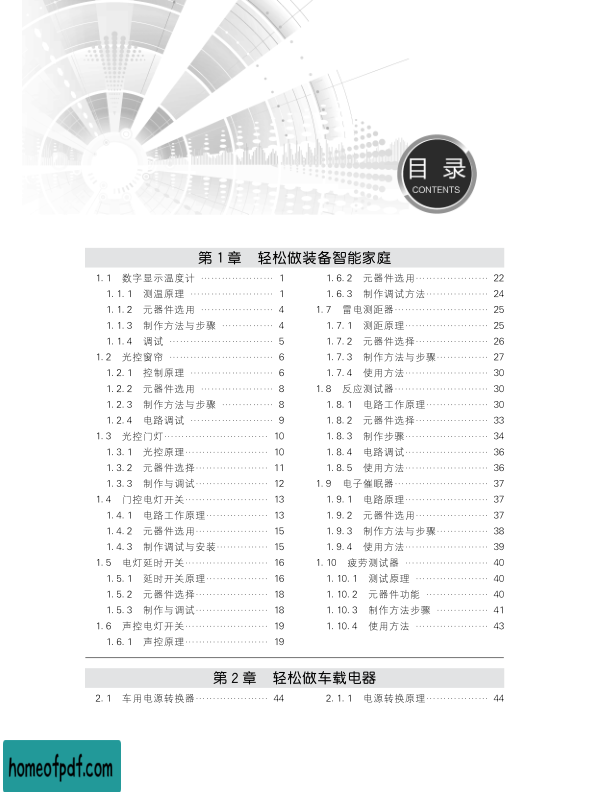 目 录
CONTENTS
第1章 轻松做装备智能家庭
1.1 数字显示温度计 ………………… 1
1.1.1 测温原理 …………………… 1
1.1.2 元器件选用 ………………… 4
1.1.3 制作方法与步骤 …………… 4
1.1.4 调试 ………………………… 5
1.2 光控窗帘 ………………………… 6
1.2.1 控制原理 …………………… 6
1.2.2 元器件选用 ………………… 8
1.2.3 制作方法与步骤 …………… 8
1.2.4 电路调试 …………………… 9
1.3 光控门灯………………………… 10
1.3.1 光控原理…………………… 10
1.3.2 元器件选择………………… 11
1.3.3 制作与调试………………… 12
1.4 门控电灯开关…………………… 13
1.4.1 电路工作原理……………… 13
1.4.2 元器件选用………………… 15
1.4.3 制作调试与安装…………… 15
1.5 电灯延时开关…………………… 16
1.5.1 延时开关原理……………… 16
1.5.2 元器件选择………………… 18
1.5.3 制作与调试………………… 18
1.6 声控电灯开关…………………… 19
1.6.1 声控原理…………………… 19
1.6.2 元器件选用………………… 22
1.6.3 制作调试方法……………… 24
1.7 雷电测距器……………………… 25
1.7.1 测距原理…………………… 25
1.7.2 元器件选择………………… 26
1.7.3 制作方法与步骤…………… 27
1.7.4 使用方法…………………… 30
1.8 反应测试器……………………… 30
1.8.1 电路工作原理……………… 30
1.8.2 元器件选择………………… 33
1.8.3 制作步骤…………………… 34
1.8.4 电路调试…………………… 36
1.8.5 使用方法…………………… 36
1.9 电子催眠器……………………… 37
1.9.1 电路原理…………………… 37
1.9.2 元器件选用………………… 37
1.9.3 制作方法与步骤…………… 38
1.9.4 使用方法…………………… 39
1.10 疲劳测试器 …………………… 40
1.10.1 测试原理 ………………… 40
1.10.2 元器件功能 ……………… 40
1.10.3 制作方法步骤 …………… 41
1.10.4 使用方法 ………………… 43
第2章 轻松做车载电器
2.1 车用电源转换器………………… 44
2.1.1 电源转换原理……………… 44
homeofpdf.com